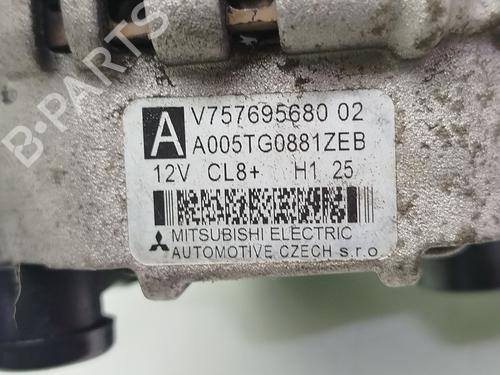 B-PARTS
A
V757695680 02
A005TG0881ZEB
12V CL8+ H1 25
MITSUBISHI ELECTRIC
AUTOMOTIVE CZECH s.r.o